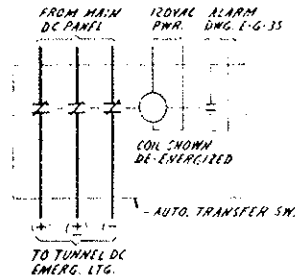 FROM MAIN
DC PANEL
120VAC
PWR.
ALARM
DWG. E-G-35
COIL SHOWN
DE-ENERGIZED
AUTO. TRANSFER SW.
(+) (±) (-)
TO TUNNEL DC
EMERG. LTG.